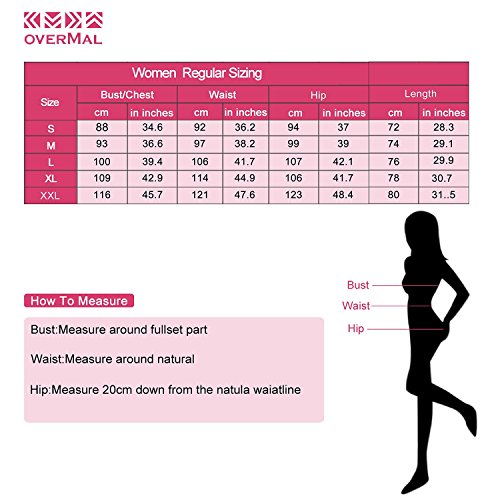 OVERMAL
Women Regular Sizing
Size Bust/Chest Waist Hip Length
cm in inches cm in inches cm in inches cm in inches
S 88 34.6 92 36.2 94 37 72 28.3
M 93 36.6 97 38.2 99 39 74 29.1
L 100 39.4 106 41.7 107 42.1 76 29.9
XL 109 42.9 114 44.9 106 41.7 78 30.7
XXL 116 45.7 121 47.6 123 48.4 80 31..5
Bust
Waist
Hip
How To Measure
Bust:Measure around fullset part
Waist:Measure around natural
Hip:Measure 20cm down from the natula waiatline